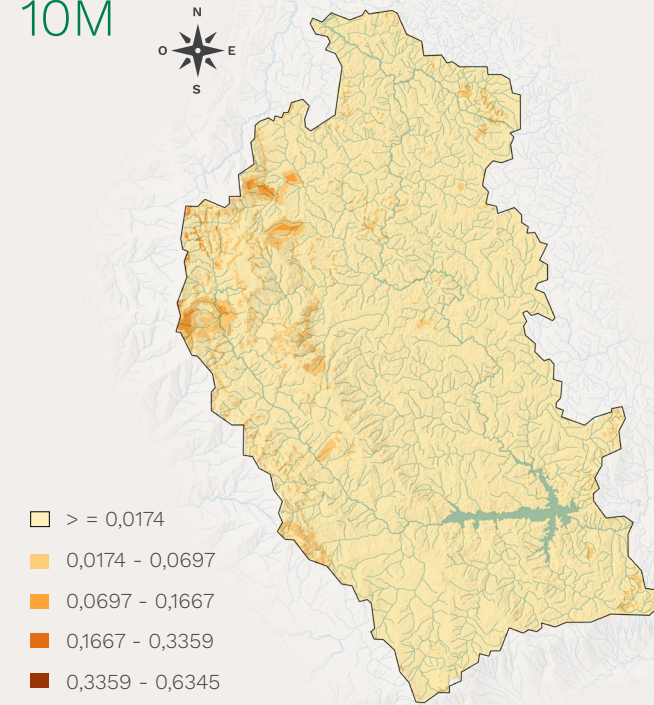 10M
N
O E
S
> = 0,0174
0,0174 - 0,0697
0,0697 - 0,1667
0,1667 - 0,3359
0,3359 - 0,6345